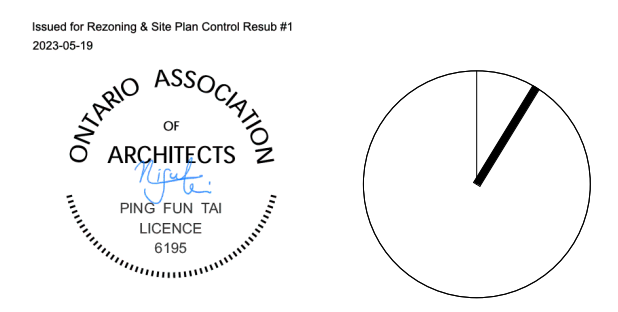 Issued for Rezoning & Site Plan Control Resub #1
2023-05-19
ONTARIO ASSOCIATION
OF
ARCHITECTS
PING FUN TAI
LICENCE
6195